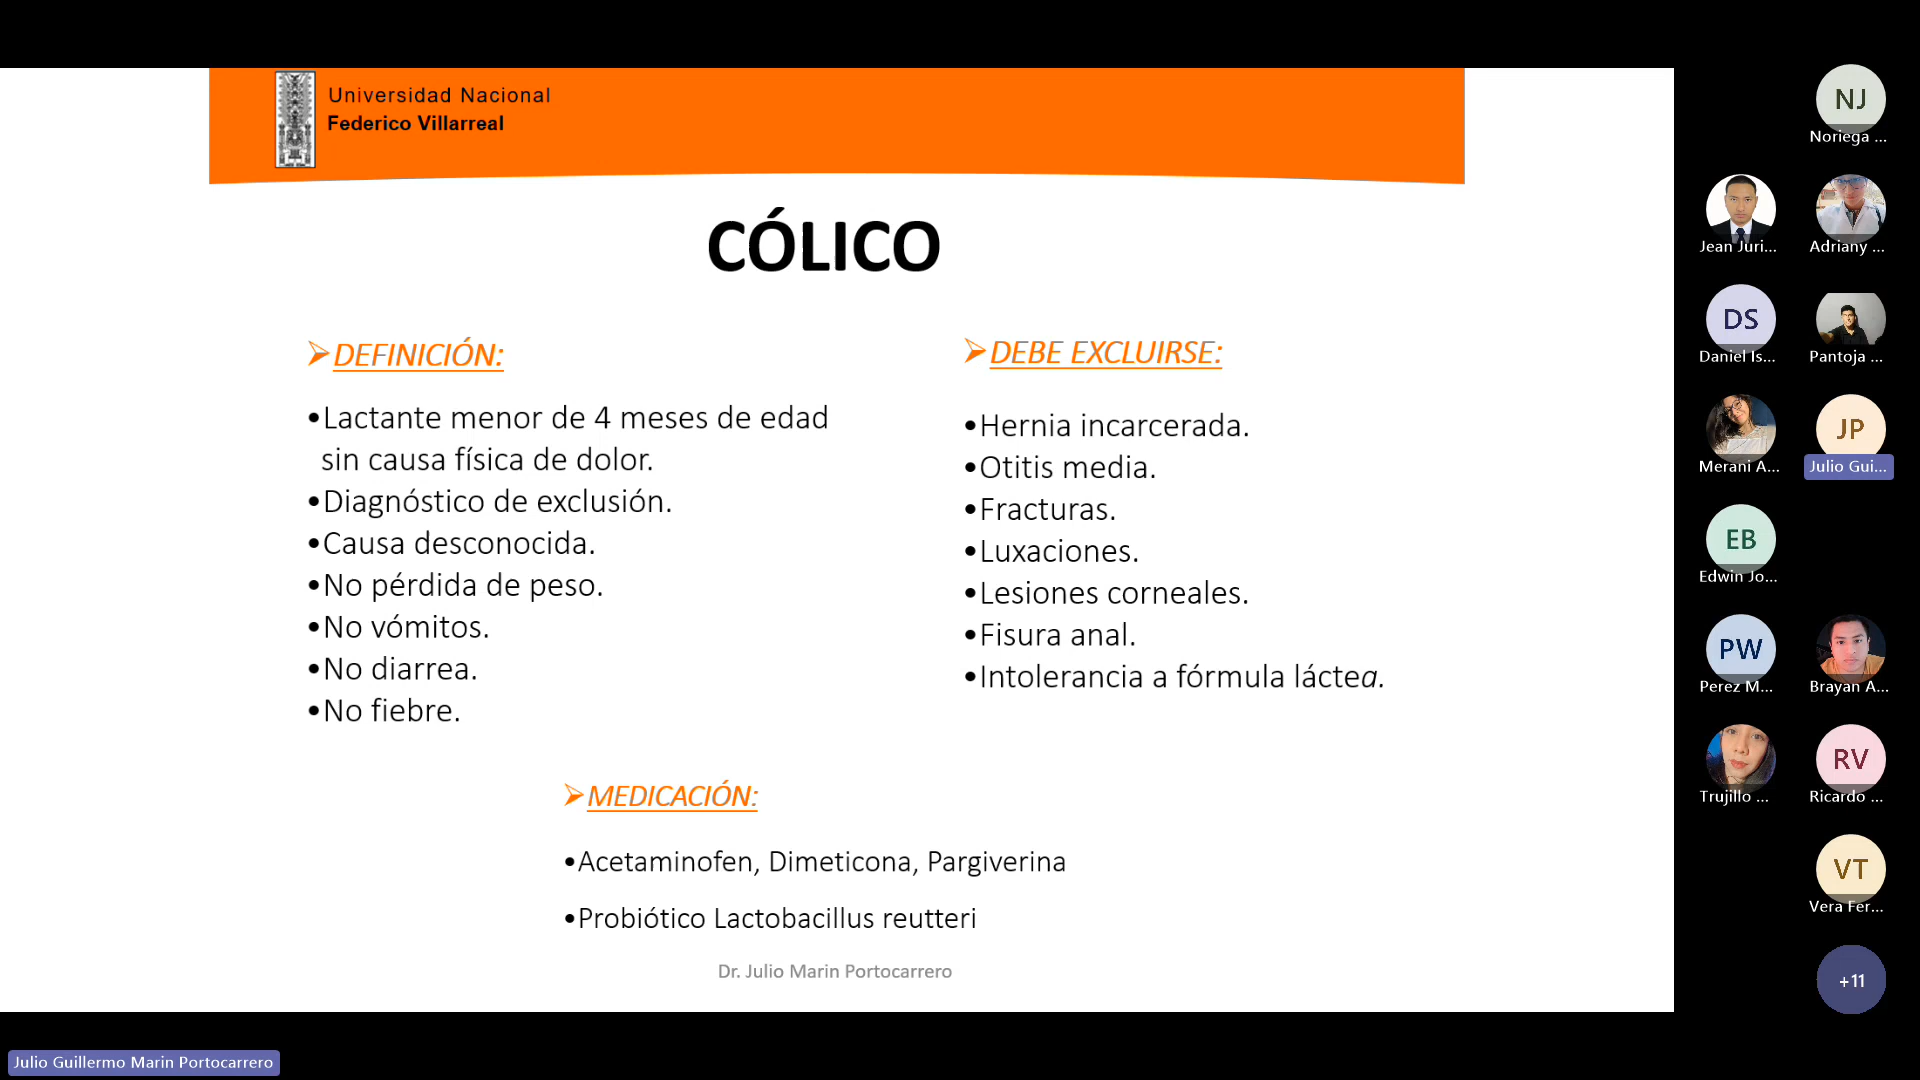 Universidad Nacional
Federico Villarreal
CÓLICO
DEFINICIÓN:
•Lactante menor de 4 meses de edad
sin causa física de dolor.
•Diagnóstico de exclusión.
•Causa desconocida.
•No pérdida de peso.
•No vómitos.
•No diarrea.
•No fiebre.
DEBE EXCLUIRSE:
•Hernia incarcerada.
•Otitis media.
•Fracturas.
•Luxaciones.
•Lesiones corneales.
•Fisura anal.
•Intolerancia a fórmula láctea.
MEDICACIÓN:
•Acetaminofen, Dimeticona, Pargiverina
•Probiótico Lactobacillus reutteri
Dr. Julio Marin Portocarrero
NJ
Noriega ...
Jean Juri...
Adriany ...
DS
Daniel Is...
Pantoja ...
Merani A...
JP
Julio Gui...
EB
Edwin Jo...
PW
Perez M...
Brayan A...
Trujillo ...
RV
Ricardo ...
VT
Vera Fer...
+11
Julio Guillermo Marin Portocarrero